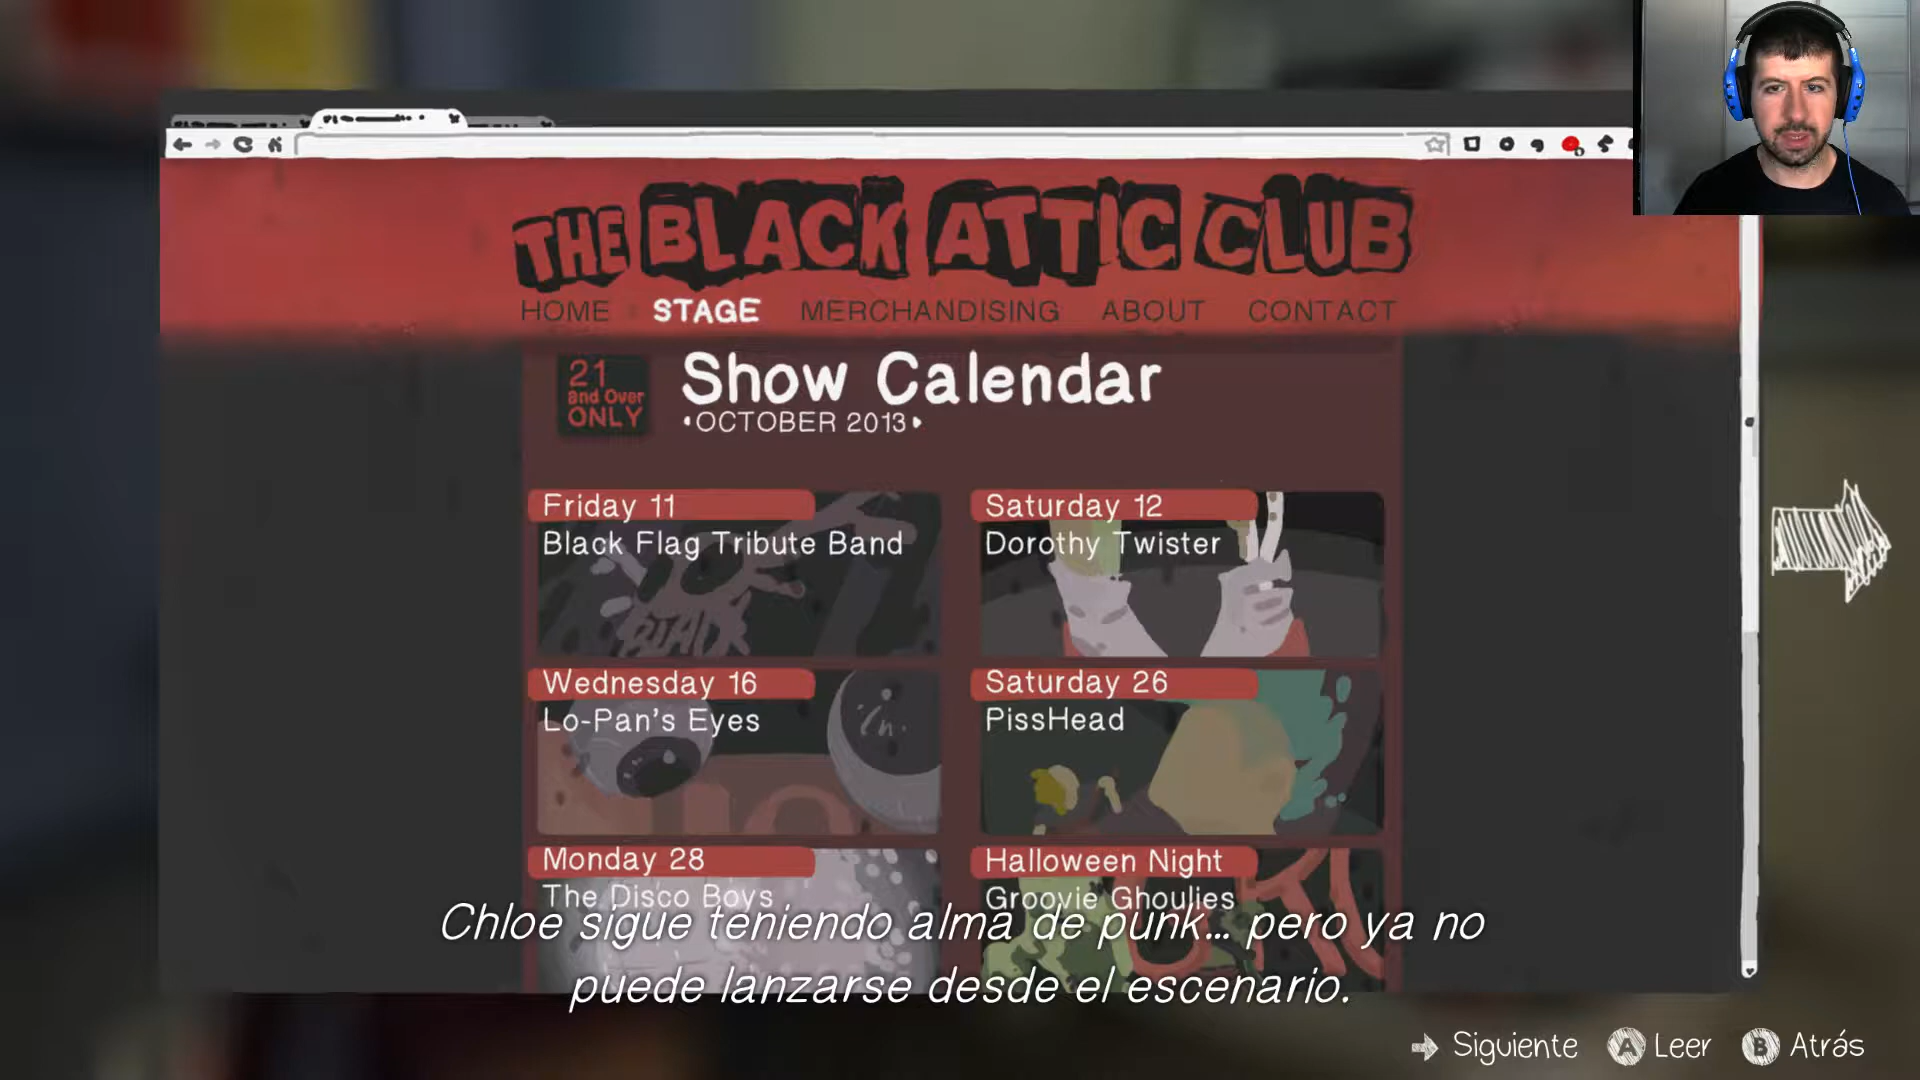 THE BLACK ATTIC CLUB
HOME STAGE MERCHANDISING ABOUT CONTACT
21
and Over
ONLY
Show Calendar
OCTOBER 2013
Friday 11
Black Flag Tribute Band
BLACK
Saturday 12
Dorothy Twister
Wednesday 16
Lo-Pan's Eyes
Saturday 26
PissHead
Monday 28
The Disco Boys
Halloween Night
Groovie Ghoulies
Chloe sigue teniendo alma de punk... pero ya no
puede lanzarse desde el escenario.
Siguiente A Leer B Atrás